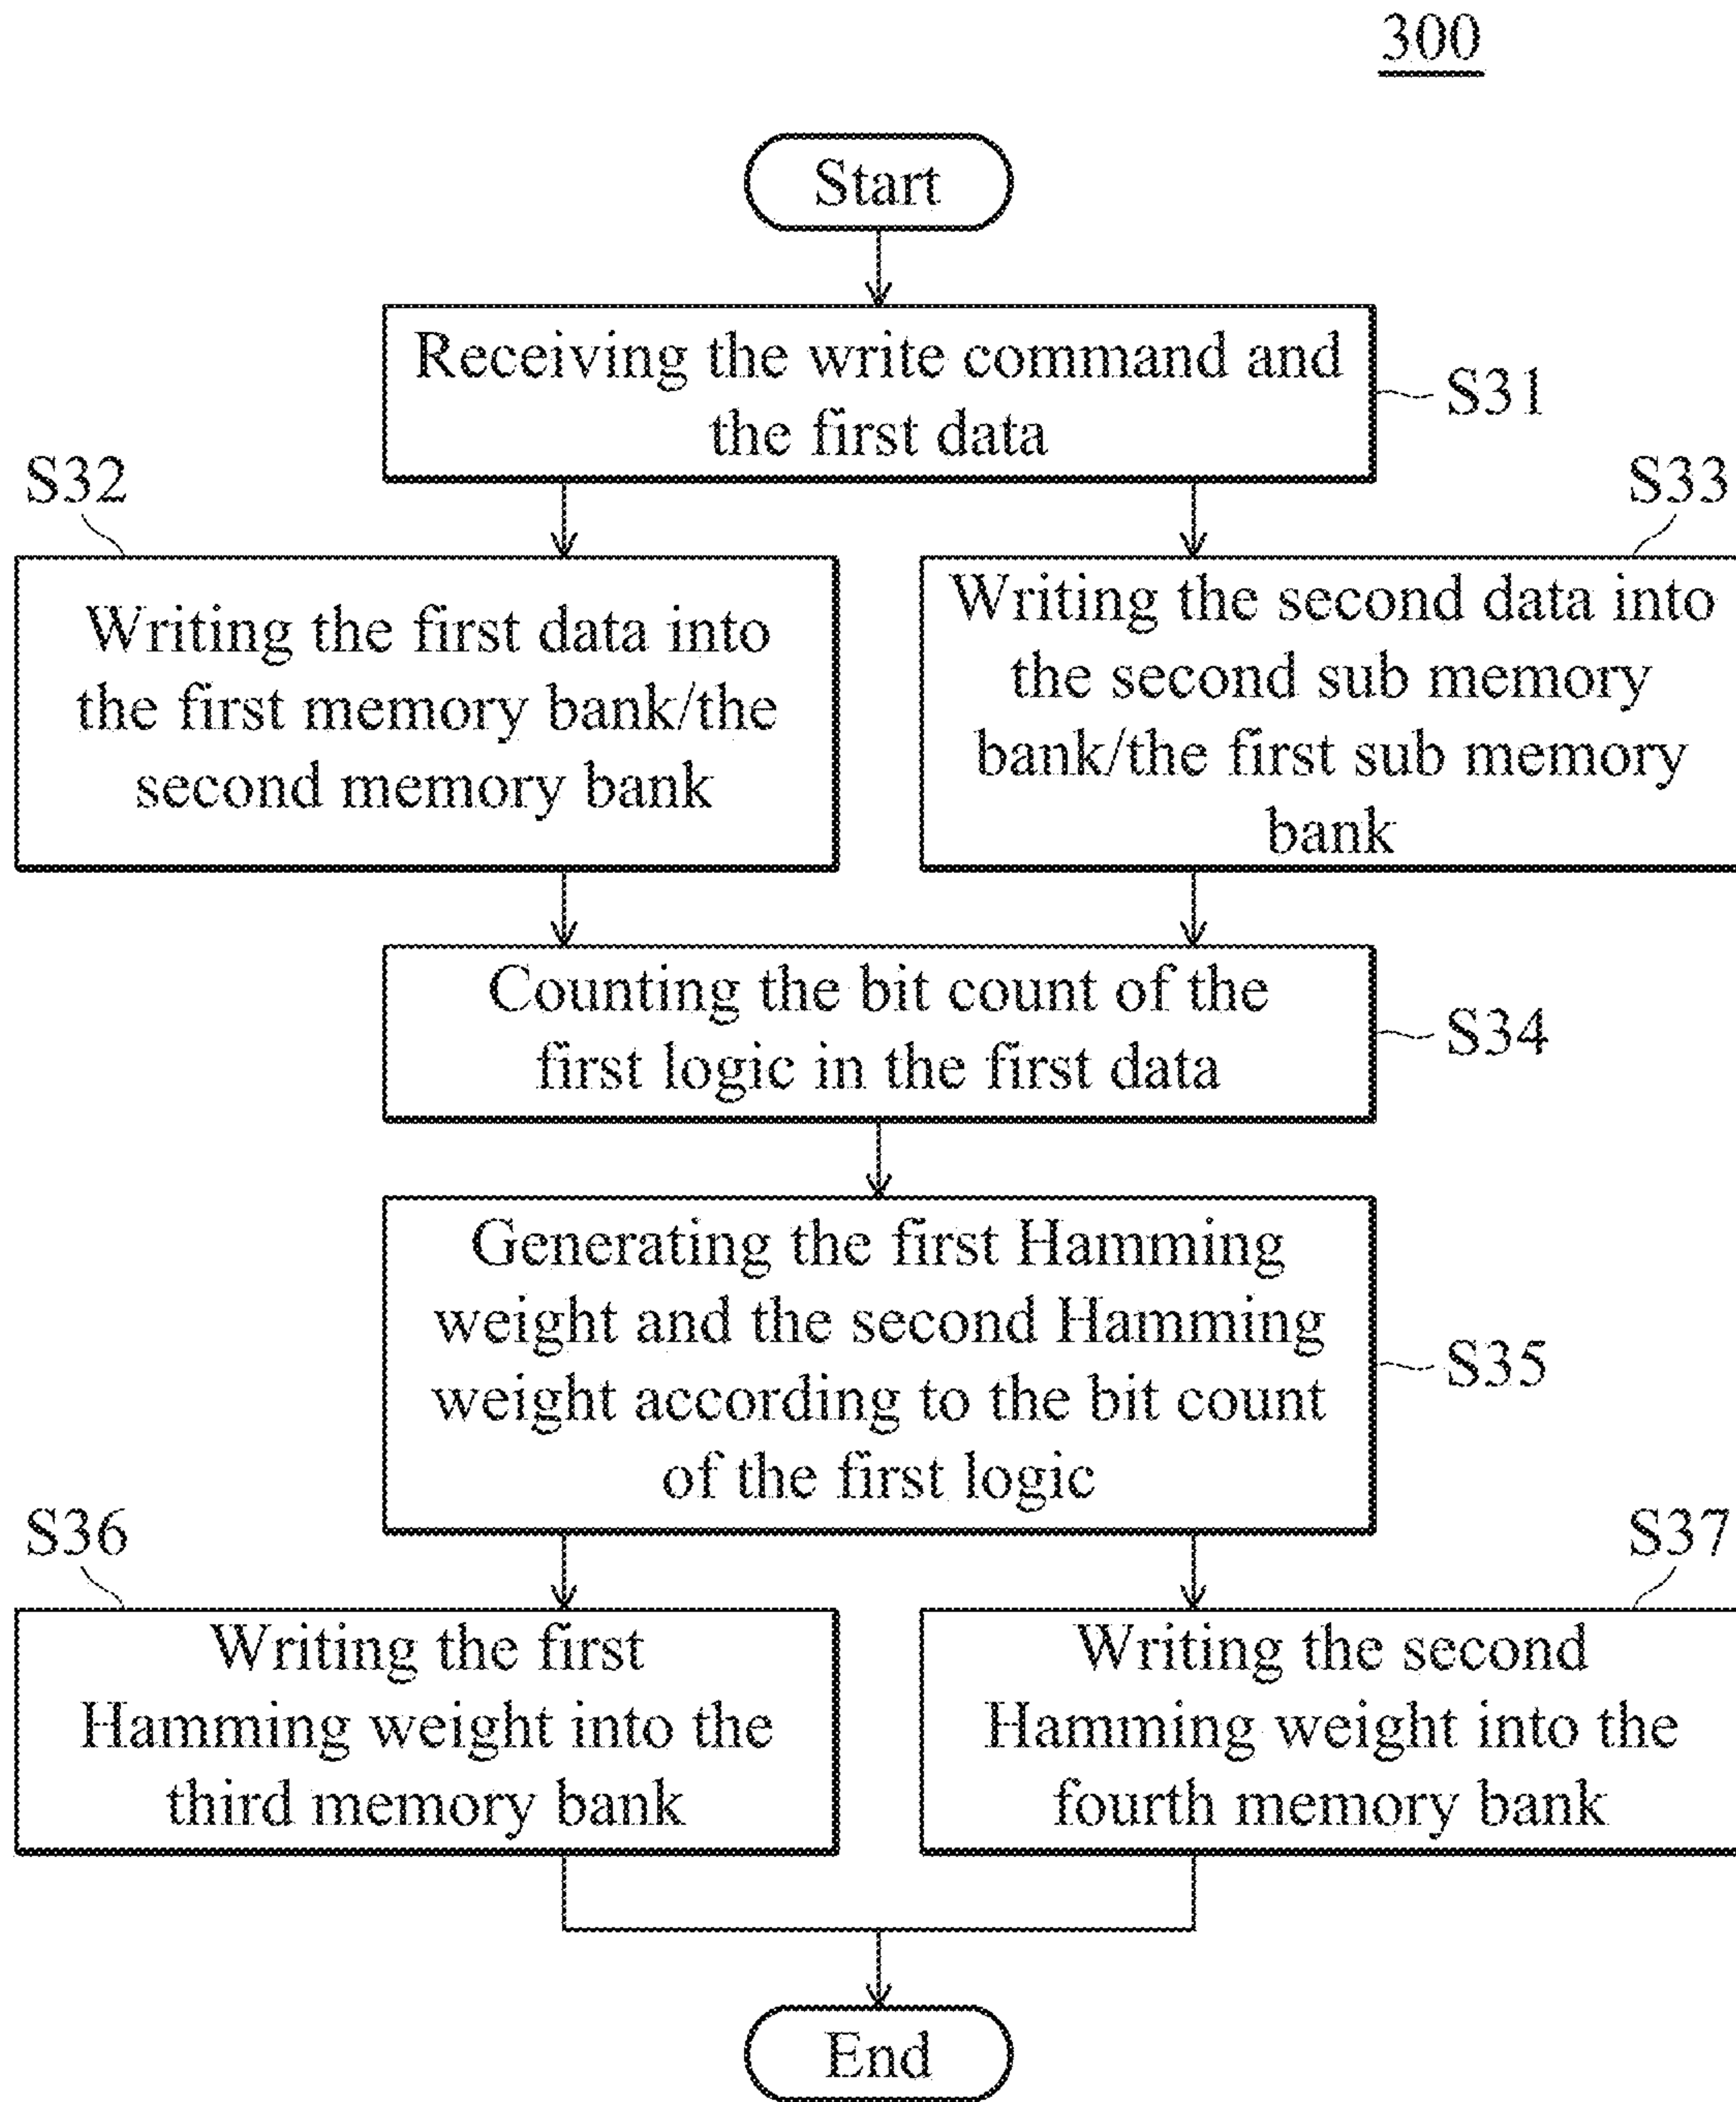 300
Start
Receiving the write command and
the first data
S31
S32
S33
Writing the first data into
the first memory bank/the
second memory bank
Writing the second data into
the second sub memory
bank/the first sub memory
bank
Counting the bit count of the
first logic in the first data
S34
Generating the first Hamming
weight and the second Hamming
weight according to the bit count
of the first logic
S35
S36
S37
Writing the first
Hamming weight into the
third memory bank
Writing the second
Hamming weight into the
fourth memory bank
End